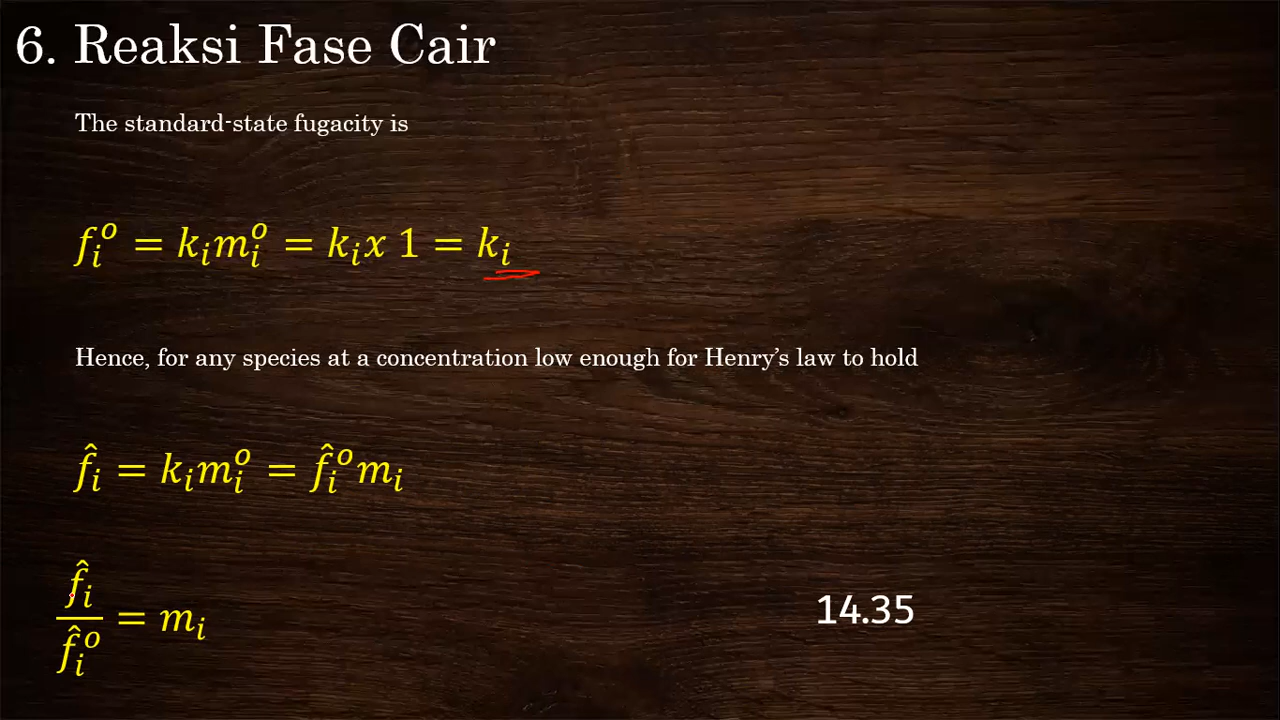 6. Reaksi Fase Cair
The standard-state fugacity is
f_i^o = k_i m_i^o = k_i x 1 = k_i
Hence, for any species at a concentration low enough for Henry’s law to hold
f̂_i = k_i m_i^o = f̂_i^o m_i
f̂_i / f̂_i^o = m_i
14.35